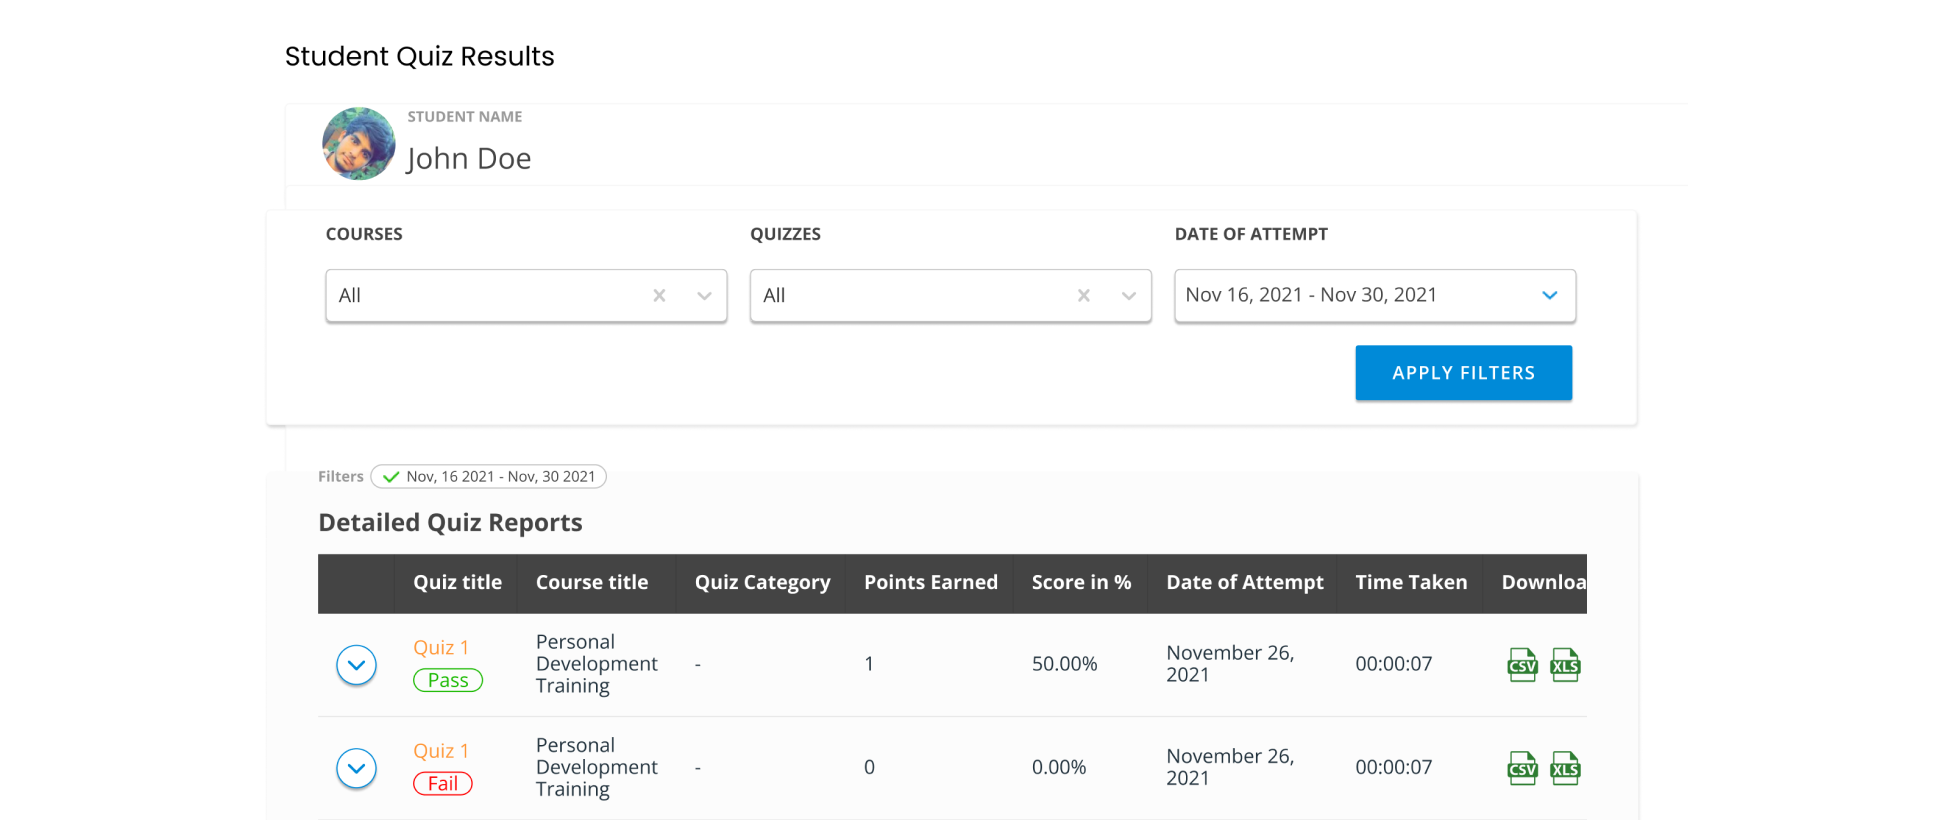 Student Quiz Results
STUDENT NAME
John Doe
COURSES QUIZZES DATE OF ATTEMPT
All All Nov 16, 2021 - Nov 30, 2021
APPLY FILTERS
Filters Nov, 16 2021 - Nov, 30 2021
Detailed Quiz Reports
Quiz title Course title Quiz Category Points Earned Score in % Date of Attempt Time Taken Downloa
Quiz 1
Pass
Personal
Development
Training
-
1
50.00%
November 26,
2021
00:00:07
CSV XLS
Quiz 1
Fail
Personal
Development
Training
-
0
0.00%
November 26,
2021
00:00:07
CSV XLS